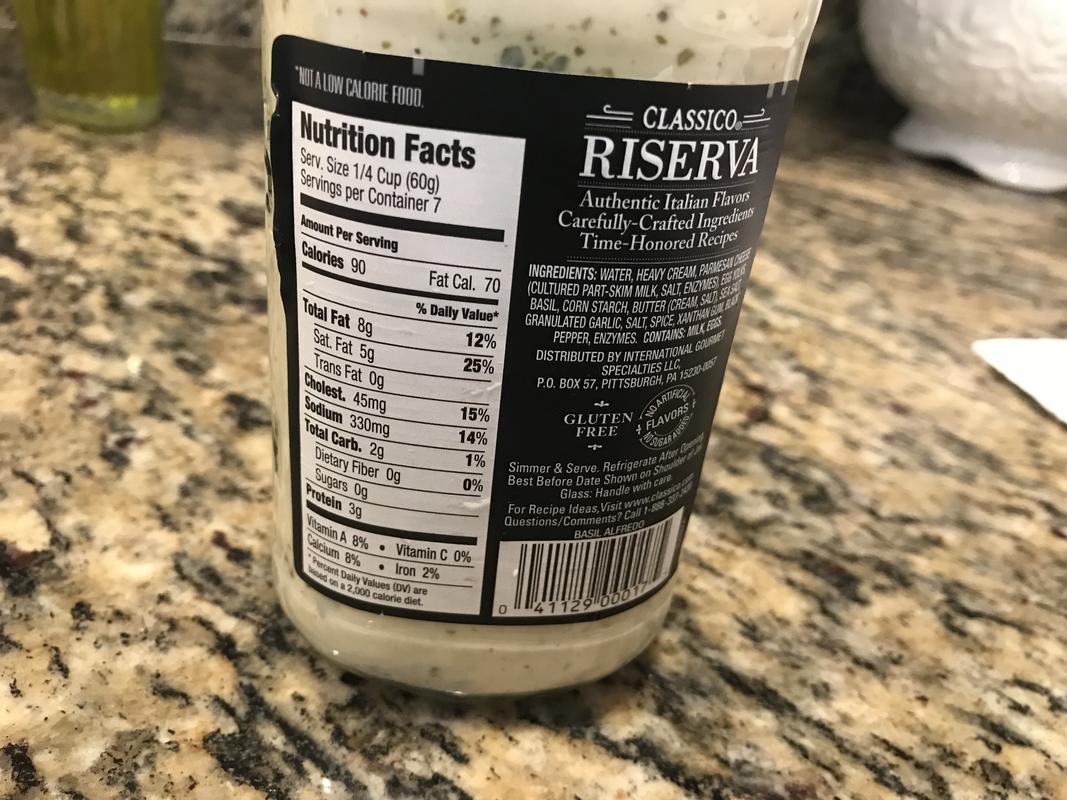 *NOT A LOW CALORIE FOOD.
Nutrition Facts
Serv. Size 1/4 Cup (60g)
Servings per Container 7
Amount Per Serving
Calories 90 Fat Cal. 70
% Daily Value*
Total Fat 8g 12%
Sat. Fat 5g 25%
Trans Fat 0g
Cholest. 45mg 15%
Sodium 330mg 14%
Total Carb. 2g 1%
Dietary Fiber 0g 0%
Sugars 0g
Protein 3g
Vitamin A 8% • Vitamin C 0%
Calcium 8% • Iron 2%
* Percent Daily Values (DV) are
based on a 2,000 calorie diet.
CLASSICO®
RISERVA
Authentic Italian Flavors
Carefully-Crafted Ingredients
Time-Honored Recipes
INGREDIENTS: WATER, HEAVY CREAM, PARMESAN CHEESE
(CULTURED PART-SKIM MILK, SALT, ENZYMES), EGG YOLKS,
BASIL, CORN STARCH, BUTTER (CREAM, SALT), SEA SALT,
GRANULATED GARLIC, SALT, SPICE, XANTHAN GUM, BLACK
PEPPER, ENZYMES. CONTAINS: MILK, EGGS.
DISTRIBUTED BY INTERNATIONAL GOURMET
SPECIALTIES LLC,
P.O. BOX 57, PITTSBURGH, PA 15230-0057
GLUTEN
FREE
NO ARTIFICIAL
FLAVORS
NO SUGAR ADDED
Simmer & Serve. Refrigerate After Opening.
Best Before Date Shown on Shoulder of
Glass: Handle with care.
For Recipe Ideas,Visit www.classico.com
Questions/Comments? Call 1-888-337-2420
BASIL ALFREDO
0 41129 00017